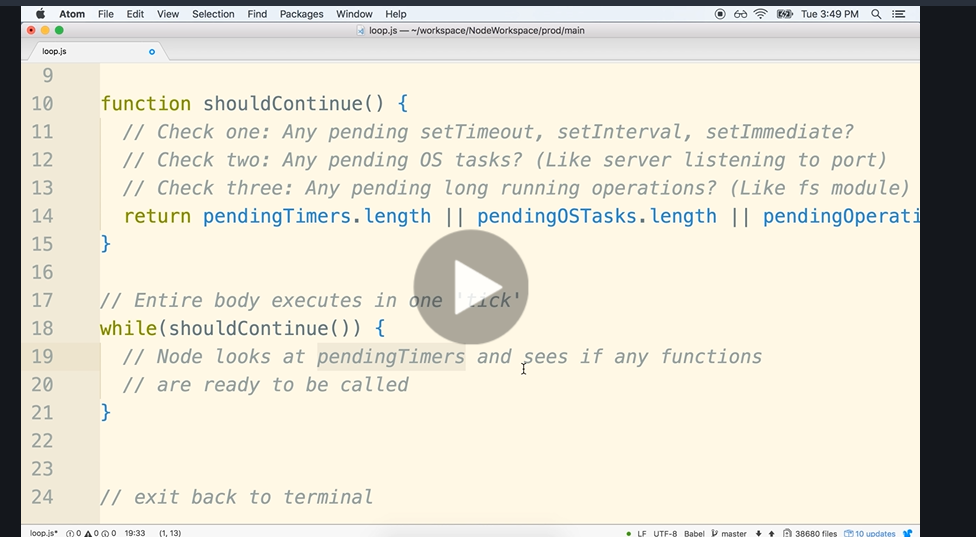 Atom File Edit View Selection Find Packages Window Help Tue 3:49 PM
loop.js — ~/workspace/NodeWorkspace/prod/main
loop.js
9
10 function shouldContinue() {
11 // Check one: Any pending setTimeout, setInterval, setImmediate?
12 // Check two: Any pending OS tasks? (Like server listening to port)
13 // Check three: Any pending long running operations? (Like fs module)
14 return pendingTimers.length || pendingOSTasks.length || pendingOperati
15 }
16
17 // Entire body executes in one 'tick'
18 while(shouldContinue()) {
19 // Node looks at pendingTimers and sees if any functions
20 // are ready to be called
21 }
22
23
24 // exit back to terminal
loop.js* 0 0 0 19:33 (1, 13) LF UTF-8 Babel master 38680 files 10 updates